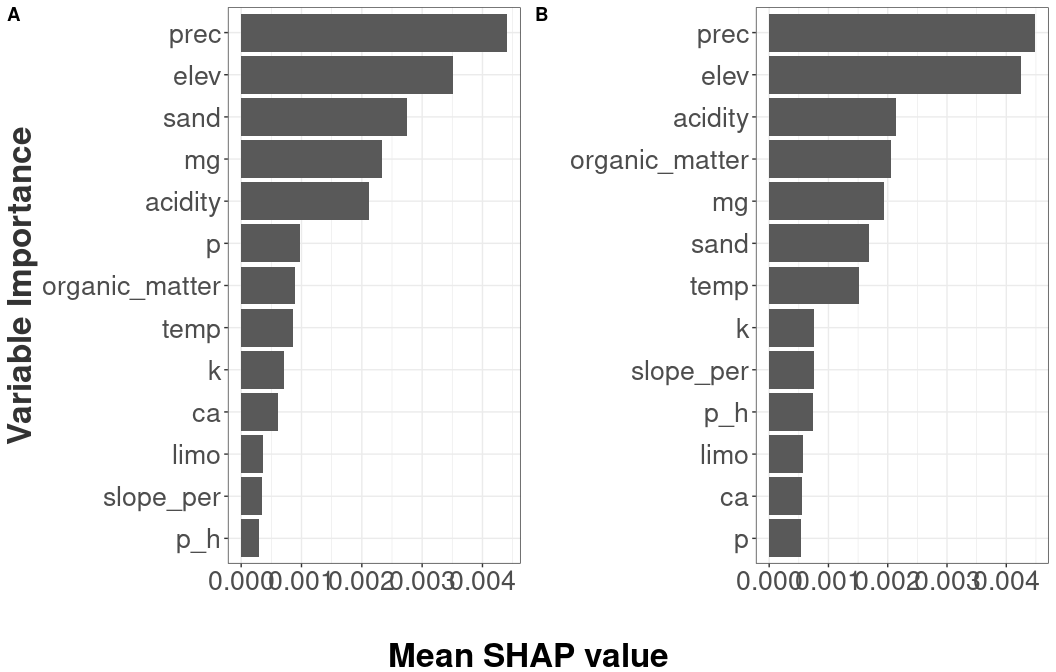 A
B
Variable Importance
prec
elev
sand
mg
acidity
p
organic_matter
temp
k
ca
limo
slope_per
p_h
0.000 0.001 0.002 0.003 0.004
prec
elev
acidity
organic_matter
mg
sand
temp
k
slope_per
p_h
limo
ca
p
0.000 0.001 0.002 0.003 0.004
Mean SHAP value